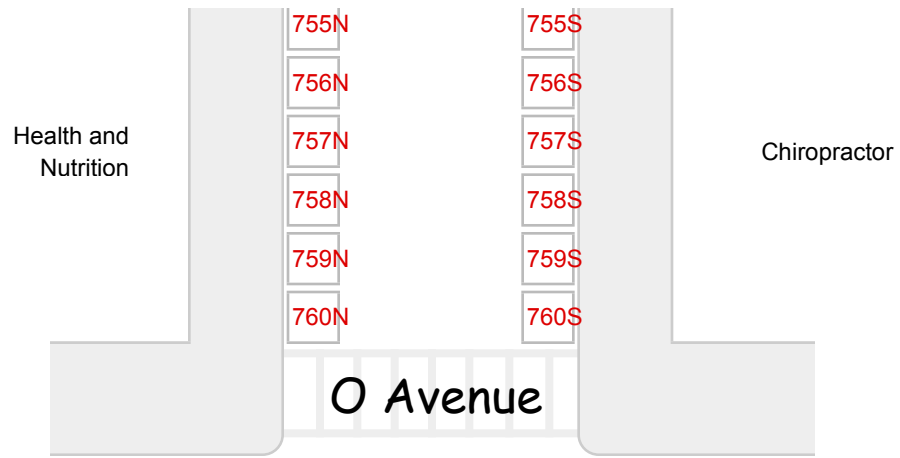 755N 755S
756N 756S
Health and
Nutrition
757N 757S
Chiropractor
758N 758S
759N 759S
760N 760S
O Avenue